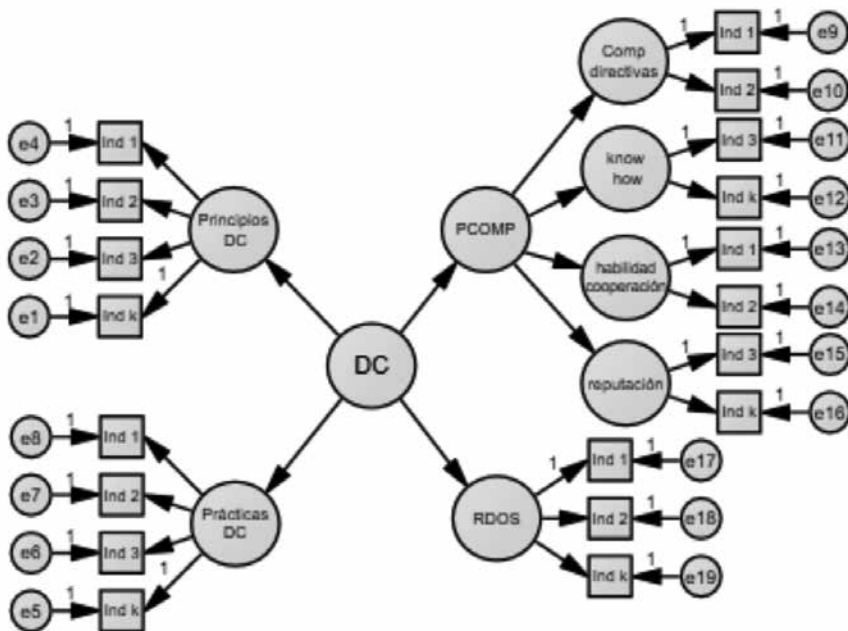 e4
1
Ind 1
e3
1
Ind 2
e2
1
Ind 3
e1
1
Ind k
1
Principios
DC
e8
1
Ind 1
e7
1
Ind 2
e6
1
Ind 3
e5
1
Ind k
1
Prácticas
DC
DC
PCOMP
Comp
directivas
1
Ind 1
1
e9
Ind 2
1
e10
know
how
1
Ind 3
1
e11
Ind k
1
e12
habilidad
cooperación
1
Ind 1
1
e13
Ind 2
1
e14
reputación
1
Ind 3
1
e15
Ind k
1
e16
RDOS
1
Ind 1
1
e17
Ind 2
1
e18
Ind k
1
e19